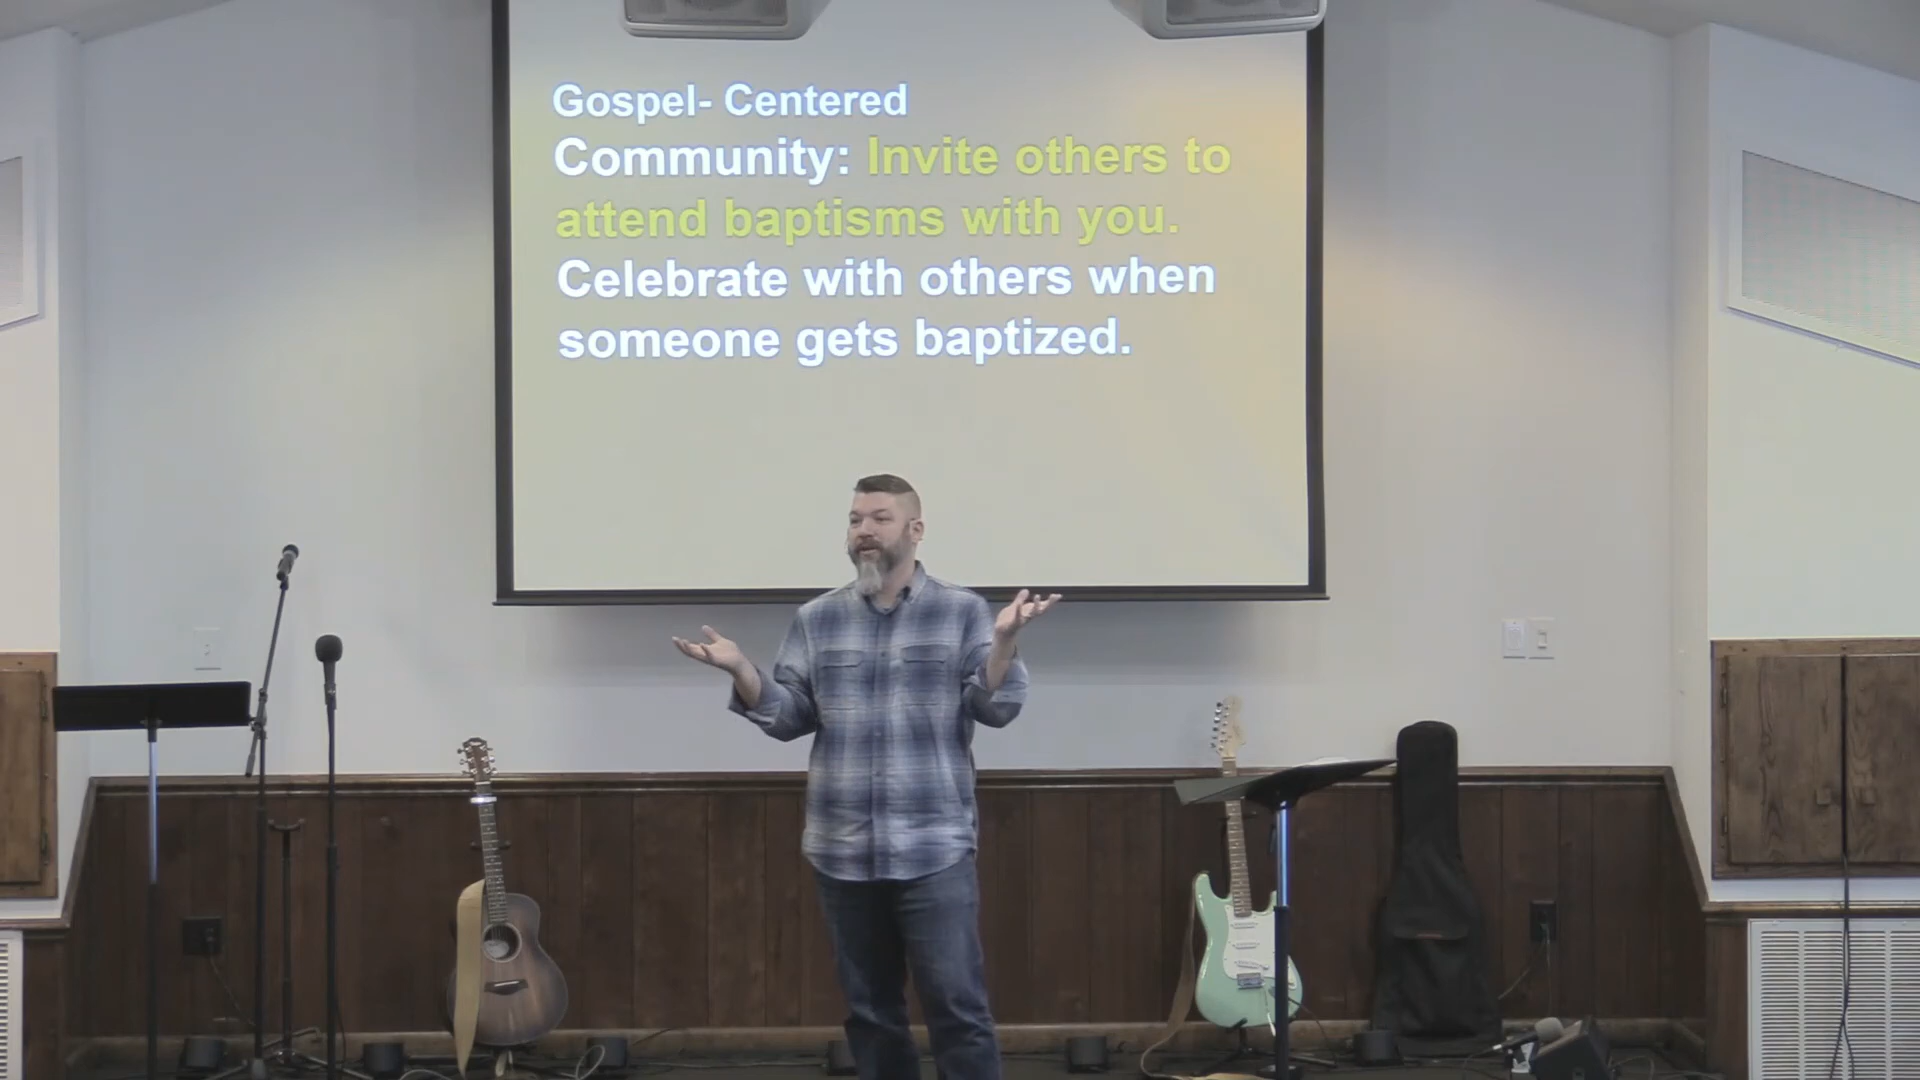 Gospel- Centered
Community: Invite others to
attend baptisms with you.
Celebrate with others when
someone gets baptized.